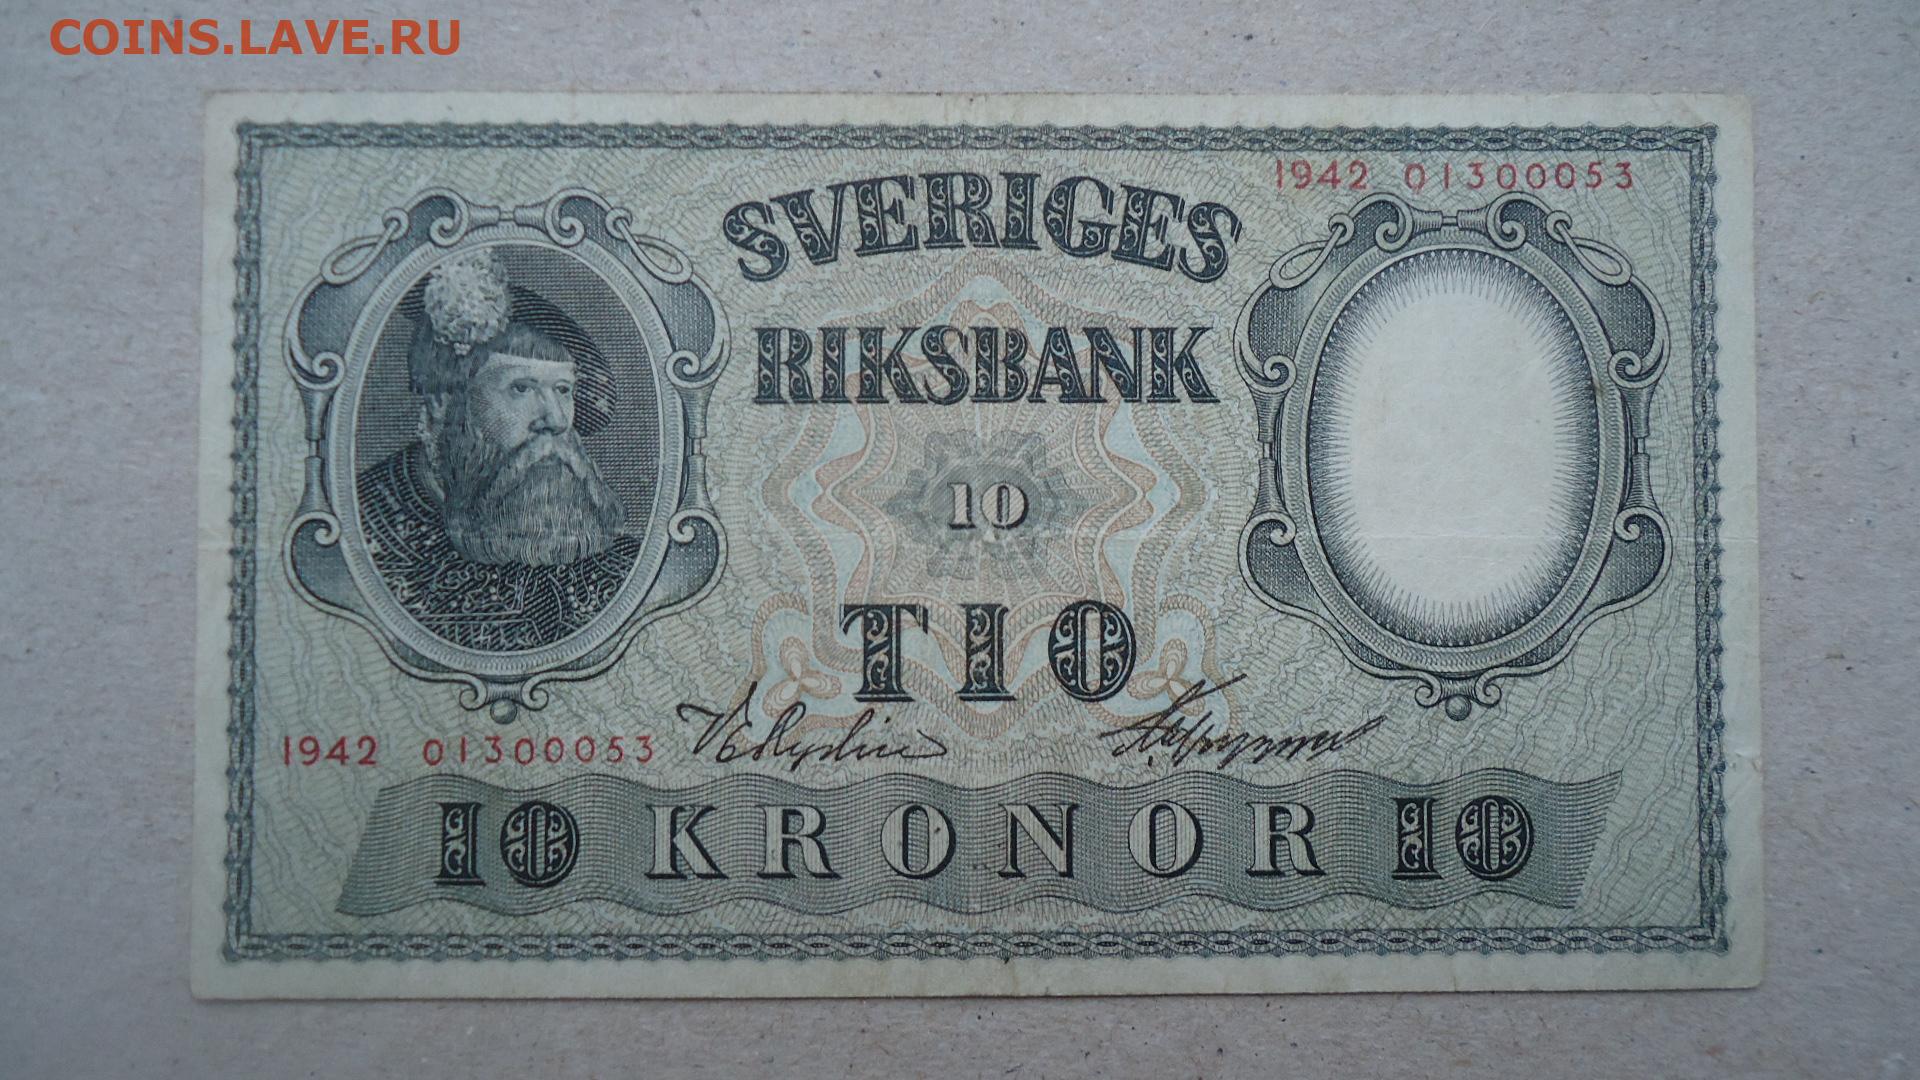 COINS.LAVE.RU
1942 01300053
SVERIGES
RIKSBANK
10
TIO
1942 01300053
10 KRONOR 10